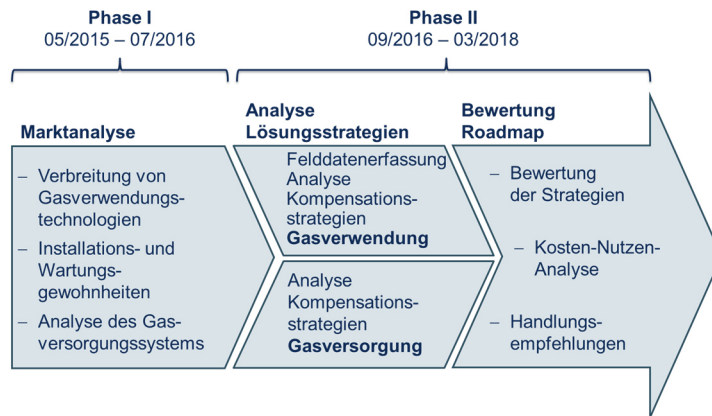 Phase I
05/2015 – 07/2016
Phase II
09/2016 – 03/2018
Marktanalyse
– Verbreitung von
Gasverwendungs-
technologien
– Installations- und
Wartungs-
gewohnheiten
– Analyse des Gas-
versorgungssystems
Analyse
Lösungsstrategien
Felddatenerfassung
Analyse
Kompensations-
strategien
Gasverwendung
Analyse
Kompensations-
strategien
Gasversorgung
Bewertung
Roadmap
– Bewertung
der Strategien
– Kosten-Nutzen-
Analyse
– Handlungs-
empfehlungen